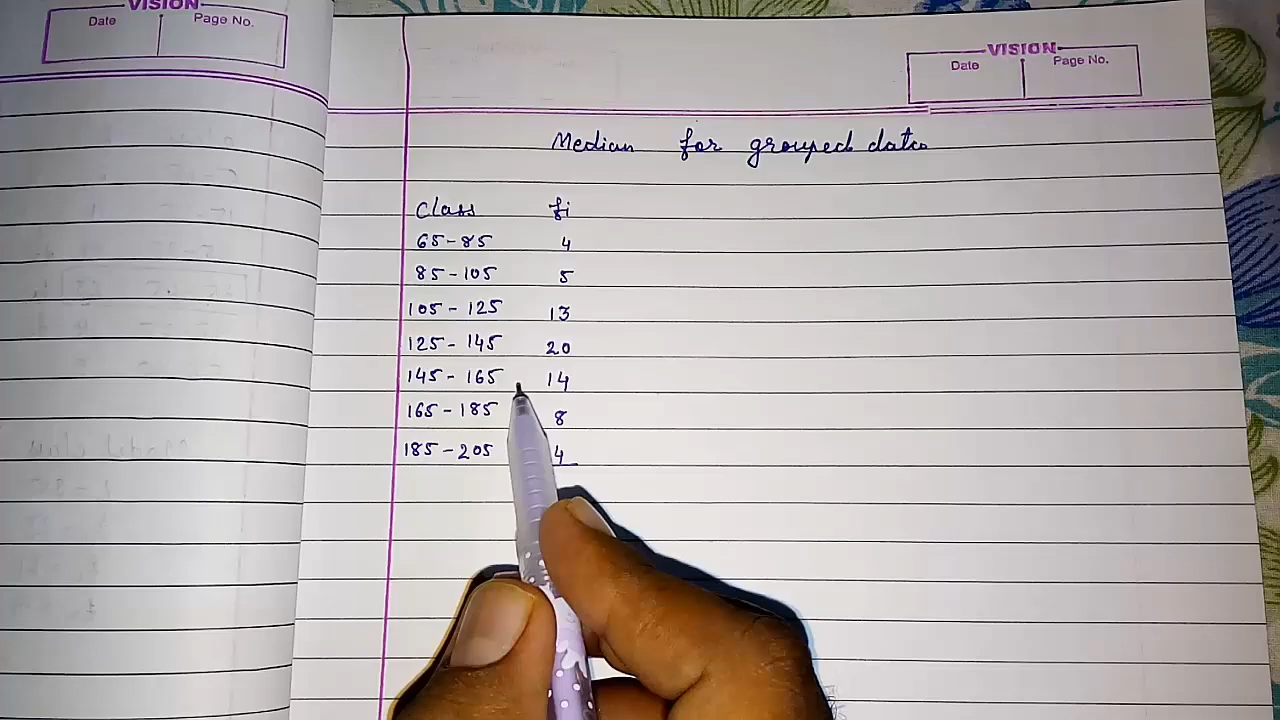 VISION
Date Page No.
VISION
Date Page No.
Median for grouped data
Class fi
65-85 4
85-105 5
105-125 13
125-145 20
145-165 14
165-185 8
185-205 4